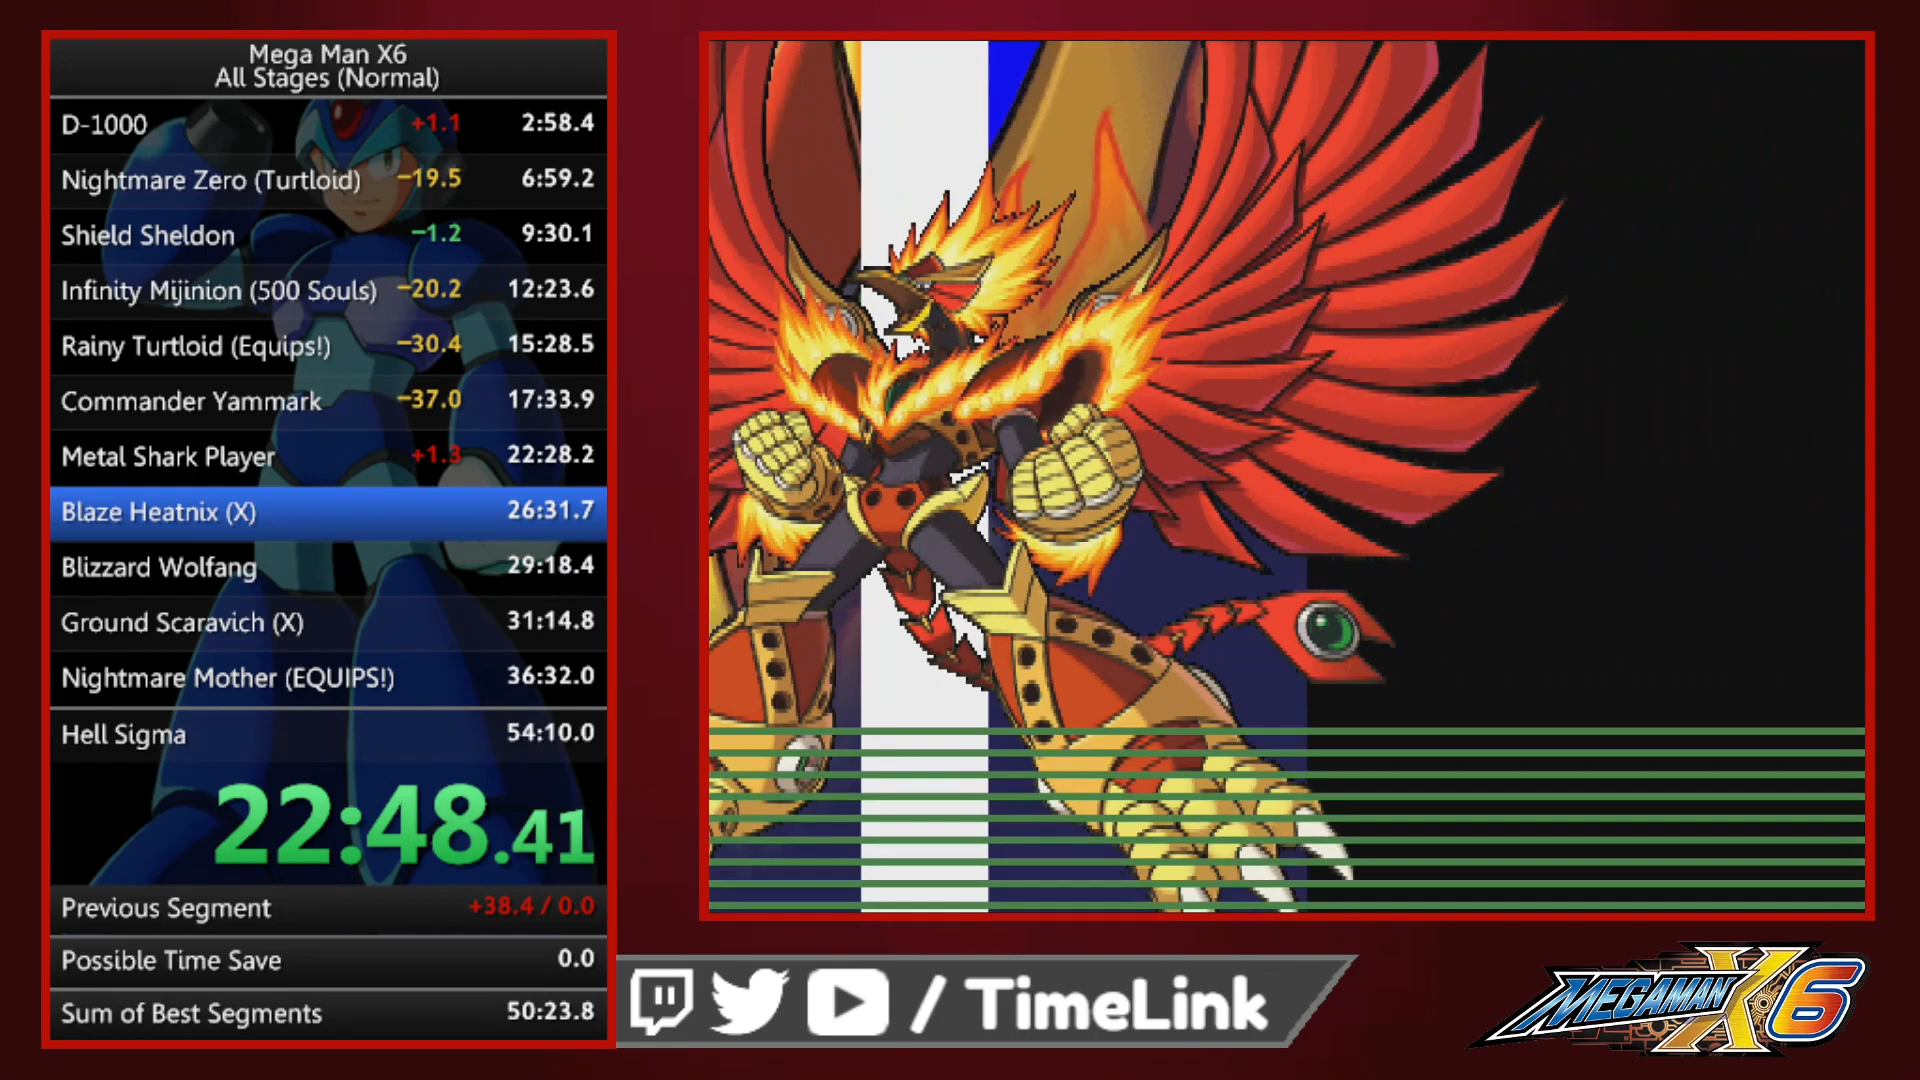 Mega Man X6
All Stages (Normal)
D-1000 +1.1 2:58.4
Nightmare Zero (Turtloid) −19.5 6:59.2
Shield Sheldon −1.2 9:30.1
Infinity Mijinion (500 Souls) −20.2 12:23.6
Rainy Turtloid (Equips!) −30.4 15:28.5
Commander Yammark −37.0 17:33.9
Metal Shark Player +1.3 22:28.2
Blaze Heatnix (X) 26:31.7
Blizzard Wolfang 29:18.4
Ground Scaravich (X) 31:14.8
Nightmare Mother (EQUIPS!) 36:32.0
Hell Sigma 54:10.0
22:48.41
Previous Segment +38.4 / 0.0
Possible Time Save 0.0
Sum of Best Segments 50:23.8
/ TimeLink
MEGAMAN X6